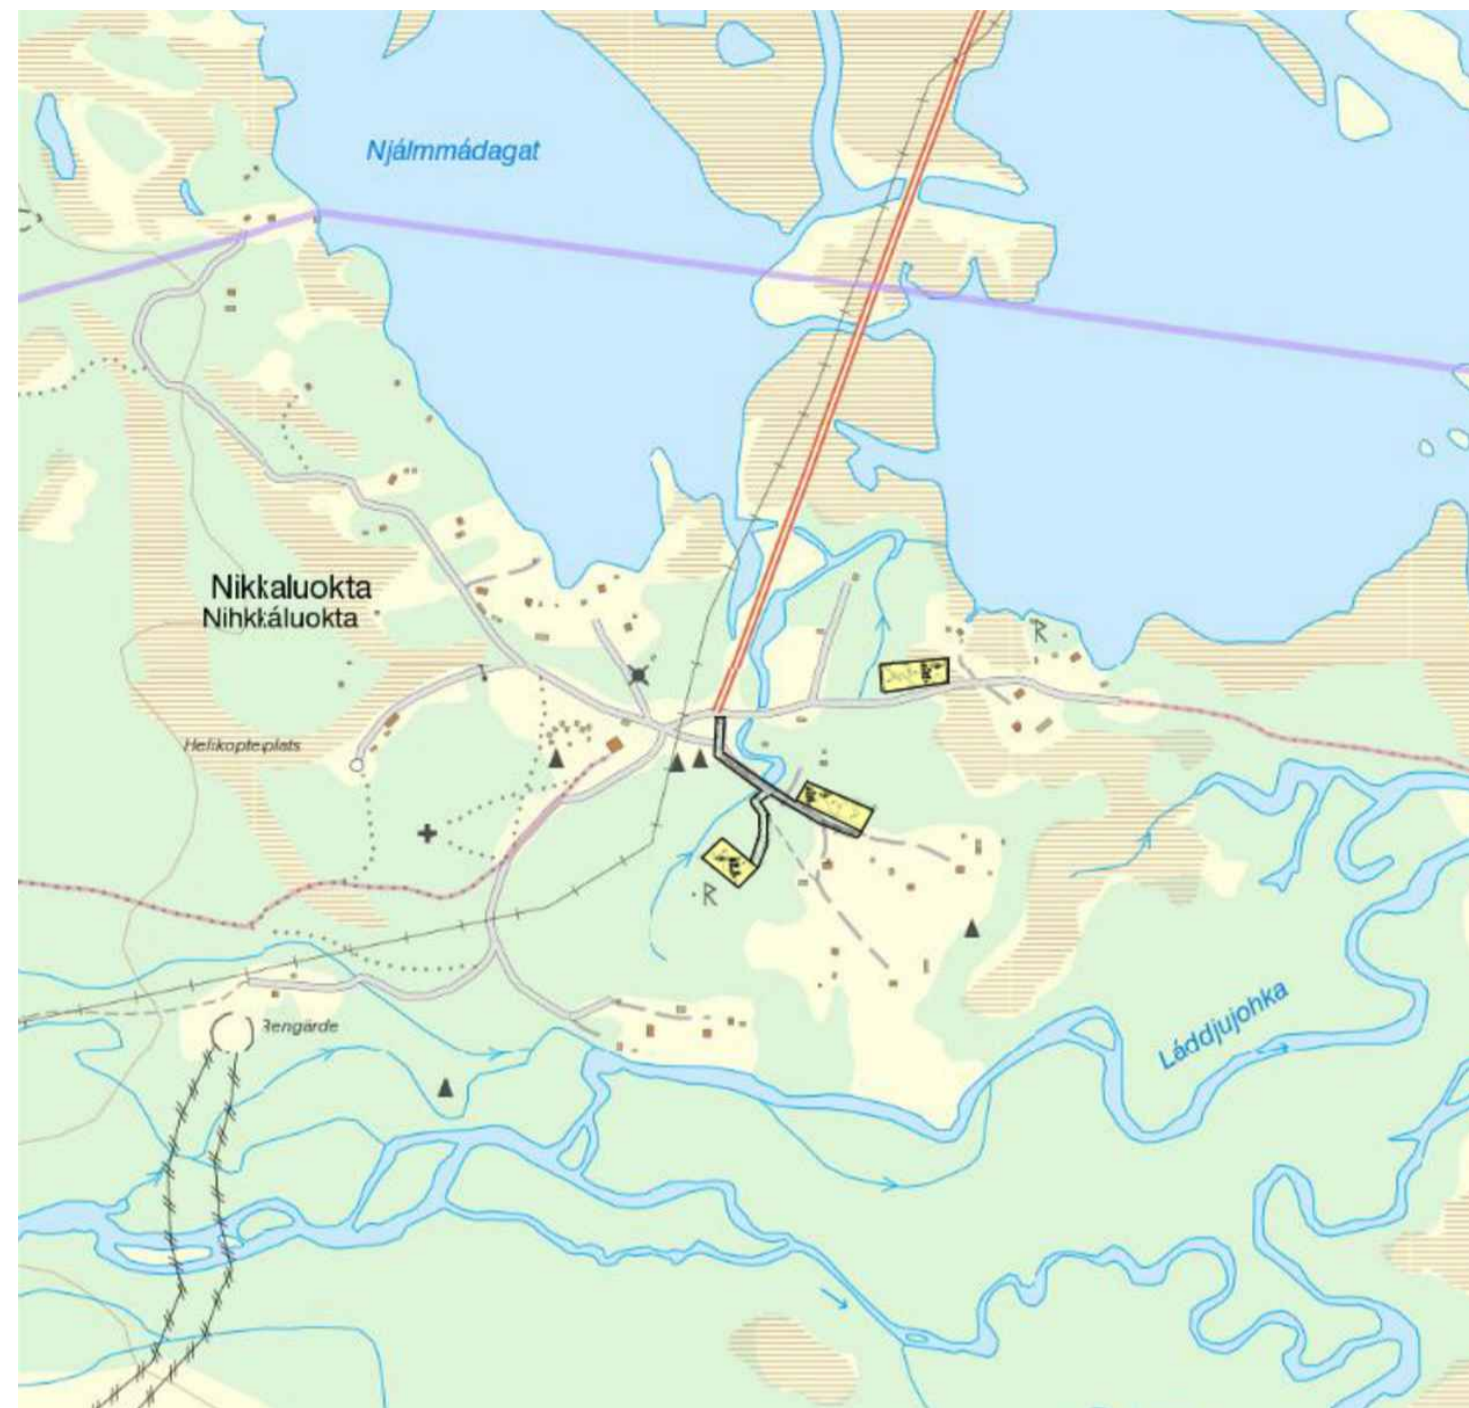 Njálmmádagat
Nikkaluokta
Nihkkáluokta
R
Helikopterplats
R
Rengärde
Láddjujohka